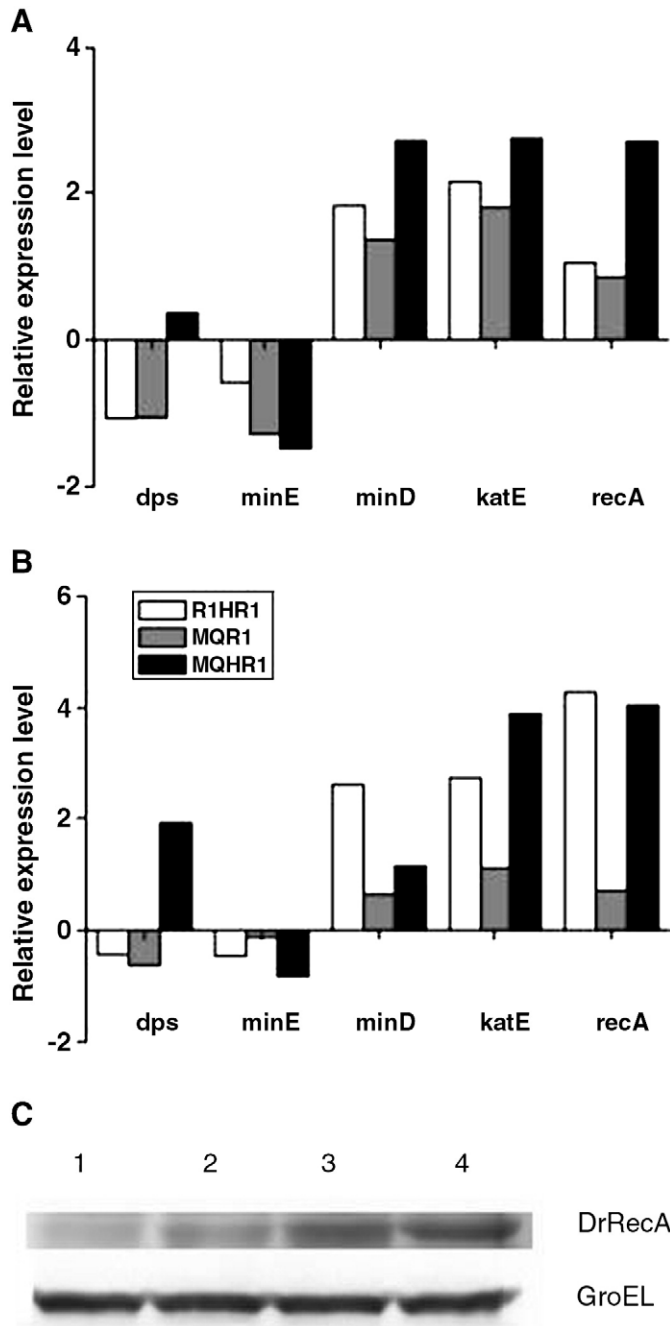 A
Relative expression level
4
2
0
-2
dps minE minD katE recA
B
Relative expression level
6
4
2
0
-2
R1HR1
MQR1
MQHR1
dps minE minD katE recA
C
1 2 3 4
DrRecA
GroEL